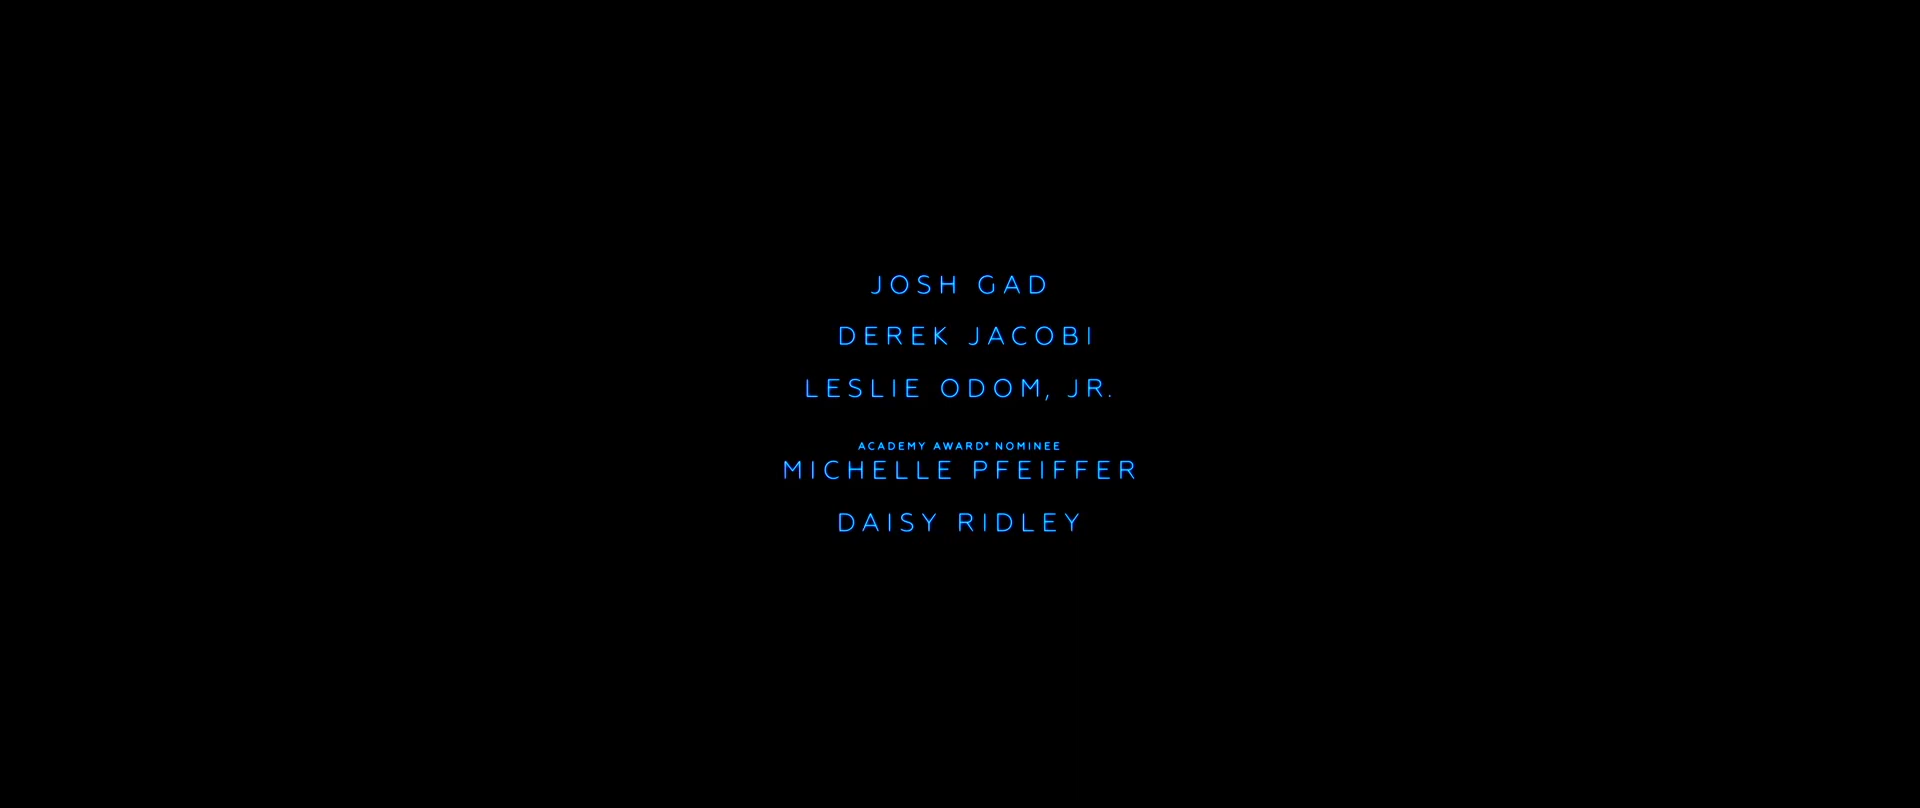 JOSH GAD
DEREK JACOBI
LESLIE ODOM, JR.
ACADEMY AWARD® NOMINEE
MICHELLE PFEIFFER
DAISY RIDLEY